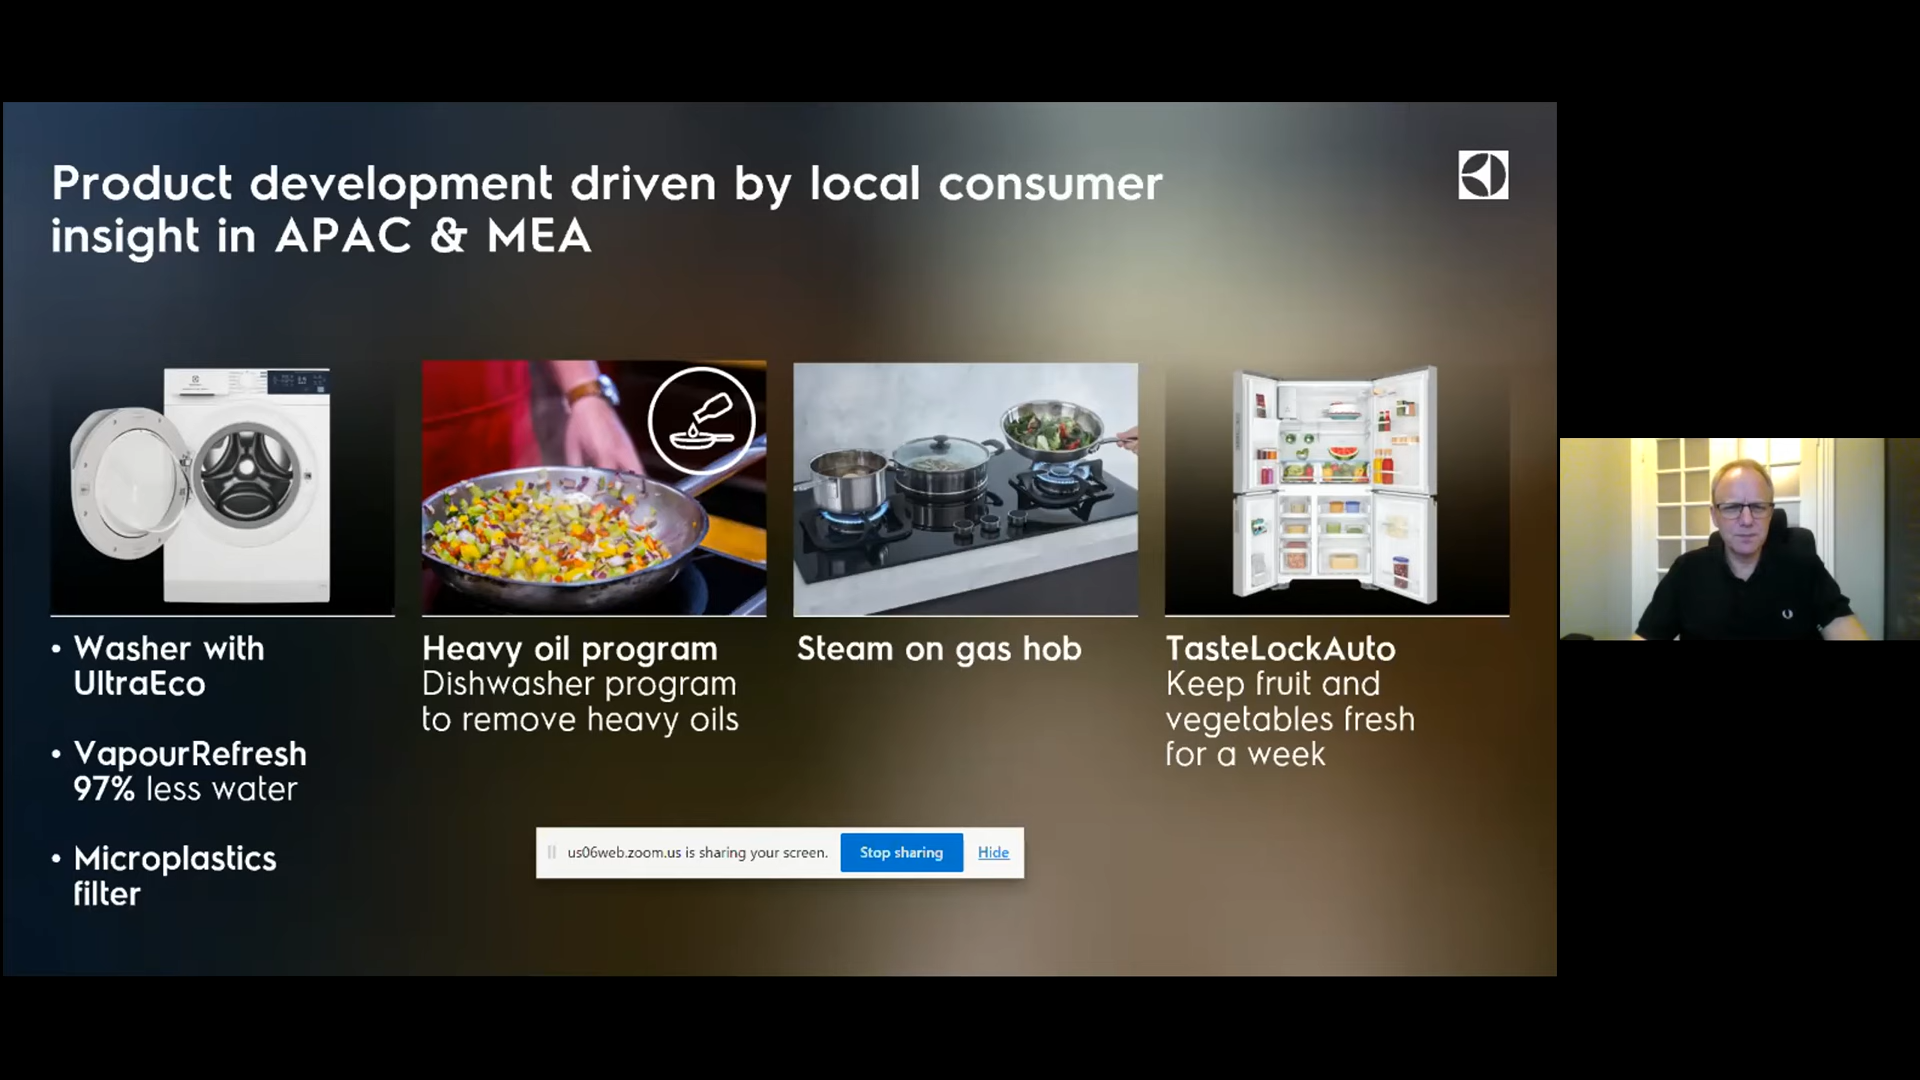 Product development driven by local consumer
insight in APAC & MEA
• Washer with
UltraEco
• VapourRefresh
97% less water
• Microplastics
filter
Heavy oil program
Dishwasher program
to remove heavy oils
Steam on gas hob
TasteLockAuto
Keep fruit and
vegetables fresh
for a week
us06web.zoom.us is sharing your screen.
Stop sharing
Hide